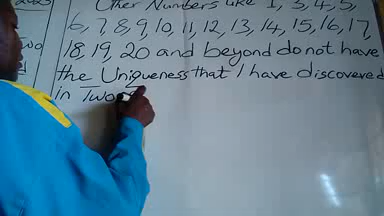 Other Numbers Like 1, 3, 4, 5,
6, 7, 8, 9, 10, 11, 12, 13, 14, 15, 16, 17,
wo
18, 19, 20 and beyond do not have
the Uniqueness that I have discovered
in Two